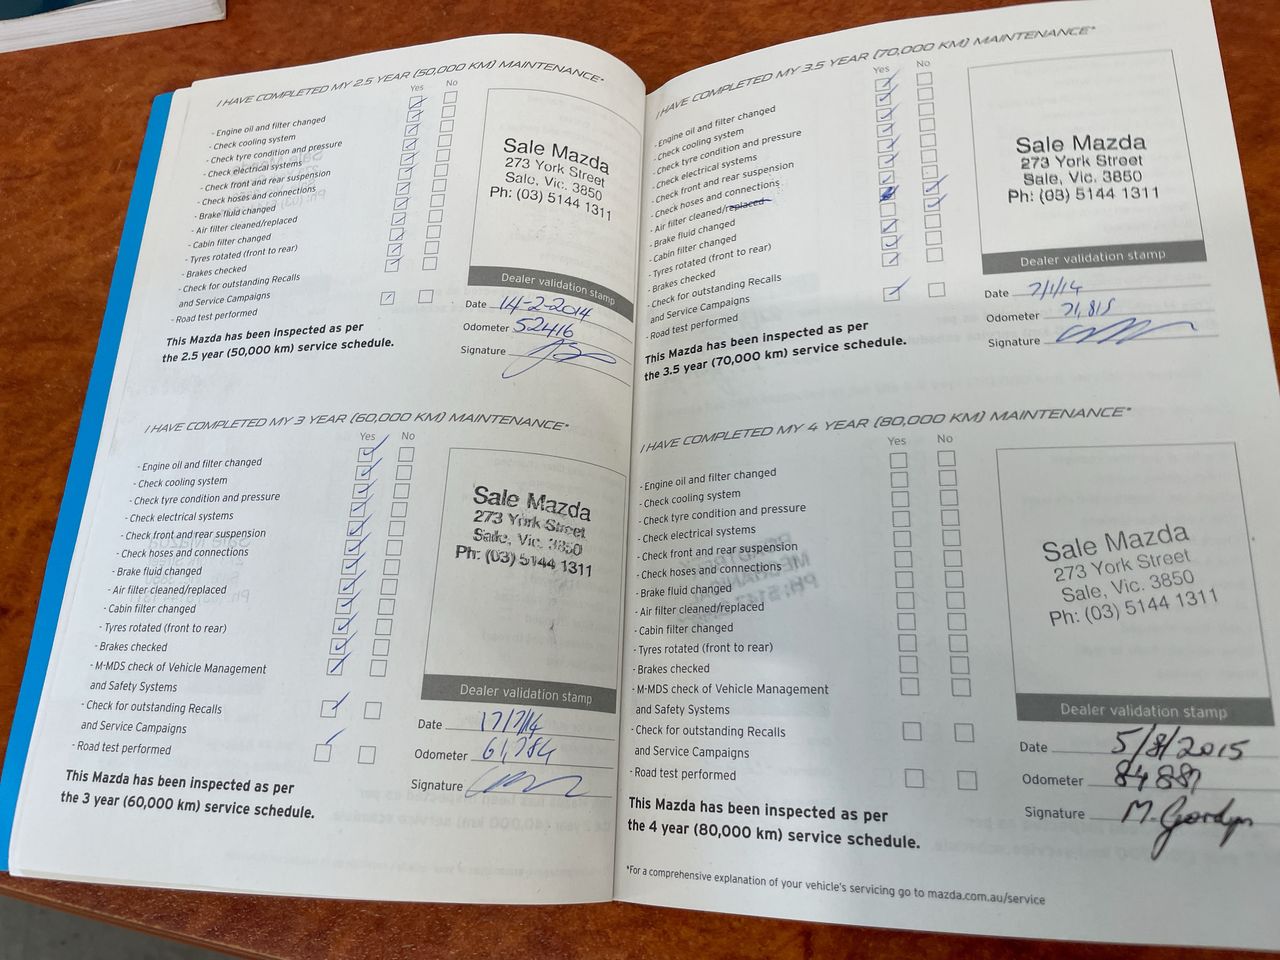 I HAVE COMPLETED MY 2.5 YEAR (50,000 KM) MAINTENANCE*
Yes No
- Engine oil and filter changed
- Check cooling system
- Check tyre condition and pressure
- Check electrical systems
- Check front and rear suspension
- Check hoses and connections
- Brake fluid changed
- Air filter cleaned/replaced
- Cabin filter changed
- Tyres rotated (front to rear)
- Brakes checked
- Check for outstanding Recalls
and Service Campaigns
- Road test performed
This Mazda has been inspected as per
the 2.5 year (50,000 km) service schedule.
Sale Mazda
273 York Street
Sale, Vic. 3850
Ph: (03) 5144 1311
Dealer validation stamp
Date 14-2-2014
Odometer 52416
Signature
I HAVE COMPLETED MY 3 YEAR (60,000 KM) MAINTENANCE*
Yes No
- Engine oil and filter changed
- Check cooling system
- Check tyre condition and pressure
- Check electrical systems
- Check front and rear suspension
- Check hoses and connections
- Brake fluid changed
- Air filter cleaned/replaced
- Cabin filter changed
- Tyres rotated (front to rear)
- Brakes checked
- M-MDS check of Vehicle Management
and Safety Systems
- Check for outstanding Recalls
and Service Campaigns
- Road test performed
This Mazda has been inspected as per
the 3 year (60,000 km) service schedule.
Sale Mazda
273 York Street
Sale, Vic. 3850
Ph: (03) 5144 1311
Dealer validation stamp
Date 17/7/14
Odometer 61,784
Signature
I HAVE COMPLETED MY 3.5 YEAR (70,000 KM) MAINTENANCE*
Yes No
- Engine oil and filter changed
- Check cooling system
- Check tyre condition and pressure
- Check electrical systems
- Check front and rear suspension
- Check hoses and connections
- Air filter cleaned/replaced
- Brake fluid changed
- Cabin filter changed
- Tyres rotated (front to rear)
- Brakes checked
- Check for outstanding Recalls
and Service Campaigns
- Road test performed
This Mazda has been inspected as per
the 3.5 year (70,000 km) service schedule.
Sale Mazda
273 York Street
Sale, Vic. 3850
Ph: (03) 5144 1311
Dealer validation stamp
Date 7/1/14
Odometer 71,815
Signature
I HAVE COMPLETED MY 4 YEAR (80,000 KM) MAINTENANCE*
Yes No
- Engine oil and filter changed
- Check cooling system
- Check tyre condition and pressure
- Check electrical systems
- Check front and rear suspension
- Check hoses and connections
- Brake fluid changed
- Air filter cleaned/replaced
- Cabin filter changed
- Tyres rotated (front to rear)
- Brakes checked
- M-MDS check of Vehicle Management
and Safety Systems
- Check for outstanding Recalls
and Service Campaigns
- Road test performed
This Mazda has been inspected as per
the 4 year (80,000 km) service schedule.
Sale Mazda
273 York Street
Sale, Vic. 3850
Ph: (03) 5144 1311
Dealer validation stamp
Date 5/8/2015
Odometer 84887
Signature M.
*For a comprehensive explanation of your vehicle's servicing go to mazda.com.au/service